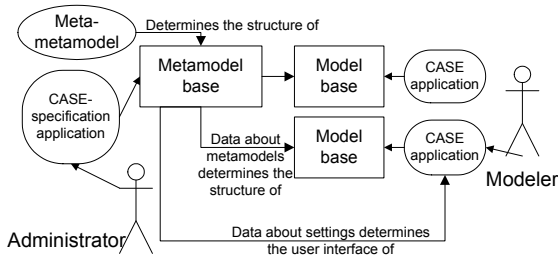 Meta-
metamodel
Determines the structure of
Metamodel
base
Model
base
CASE
application
CASE-
specification
application
Model
base
CASE
application
Data about
metamodels
determines the
structure of
Modeler
Administrator
Data about settings determines
the user interface of